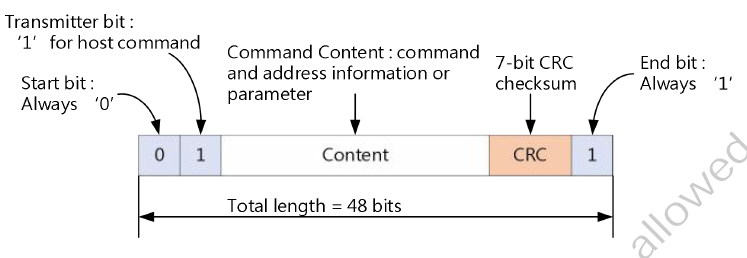 Transmitter bit :
‘1’ for host command
Start bit :
Always ‘0’
Command Content : command
and address information or
parameter
7-bit CRC
checksum
End bit :
Always ‘1’
0 1 Content CRC 1
Total length = 48 bits
allowed